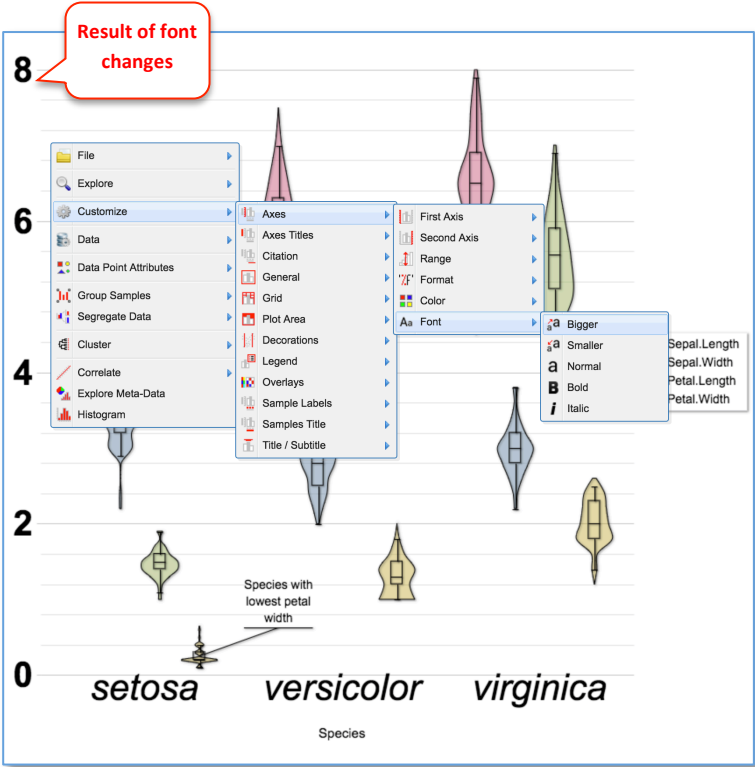 Result of font
changes
8
6
4
2
0
File
Explore
Customize
Data
Data Point Attributes
Group Samples
Segregate Data
Cluster
Correlate
Explore Meta-Data
Histogram
Axes
Axes Titles
Citation
General
Grid
Plot Area
Decorations
Legend
Overlays
Sample Labels
Samples Title
Title / Subtitle
First Axis
Second Axis
Range
"/.F" Format
Color
Aa Font
a Bigger
a Smaller
a Normal
B Bold
i Italic
Sepal.Length
Sepal.Width
Petal.Length
Petal.Width
Species with
lowest petal
width
setosa versicolor virginica
Species